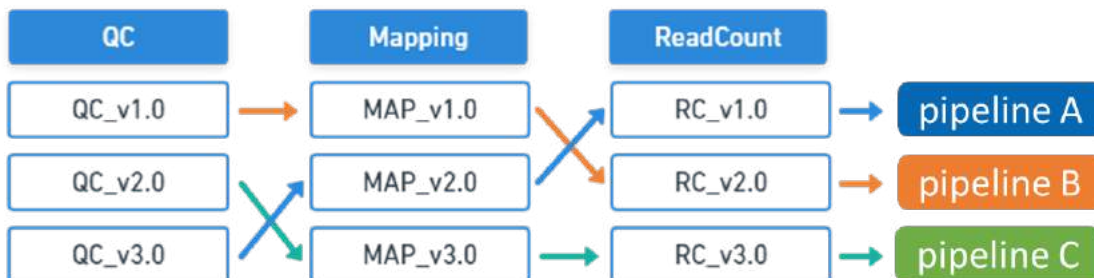 QC Mapping ReadCount
QC_v1.0 MAP_v1.0 RC_v1.0 pipeline A
QC_v2.0 MAP_v2.0 RC_v2.0 pipeline B
QC_v3.0 MAP_v3.0 RC_v3.0 pipeline C